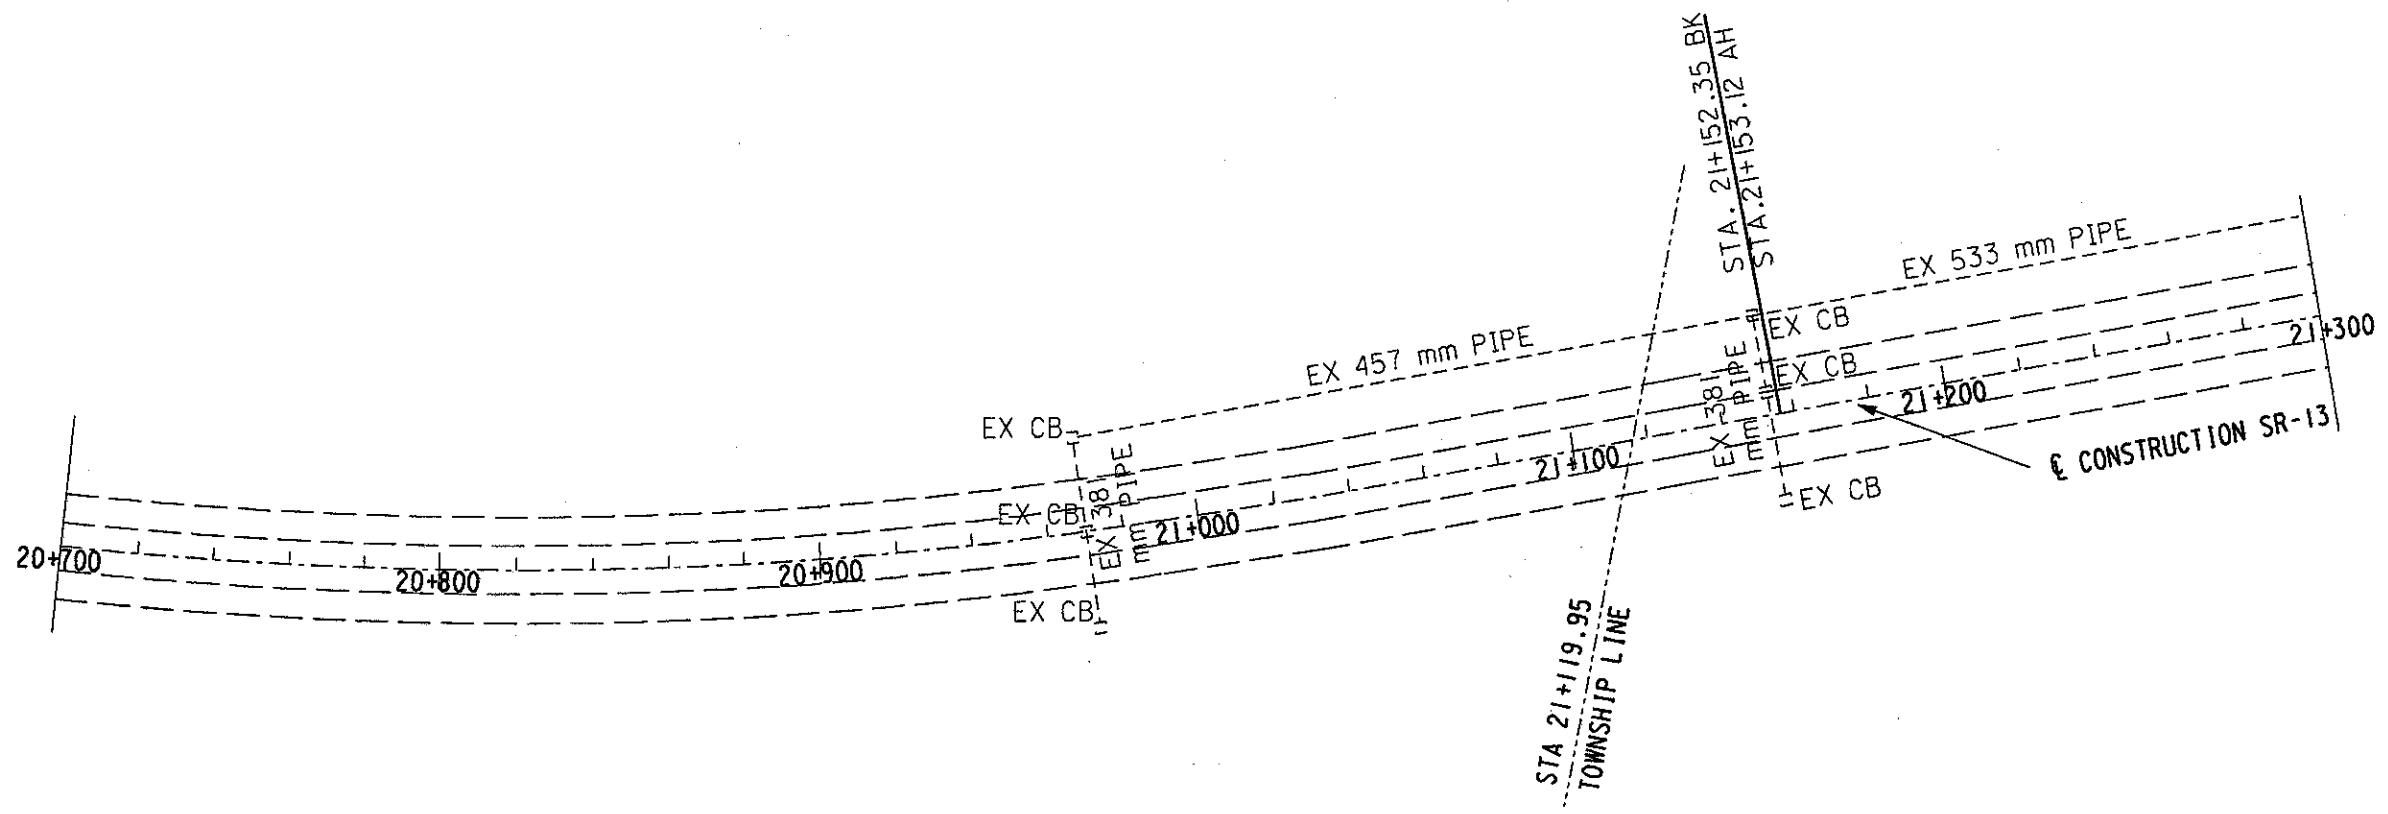 STA. 21+152.35 BK
STA. 21+153.12 AH
EX 533 mm PIPE
EX CB
EX 457 mm PIPE
EX CB
21+300
EX 381
mm PIPE
21+200
EX CB
℄ CONSTRUCTION SR-13
EX CB
21+100
EX CB
EX 381
mm PIPE
21+000
EX CB
20+700
20+800
20+900
EX CB
STA 21+119.95
TOWNSHIP LINE